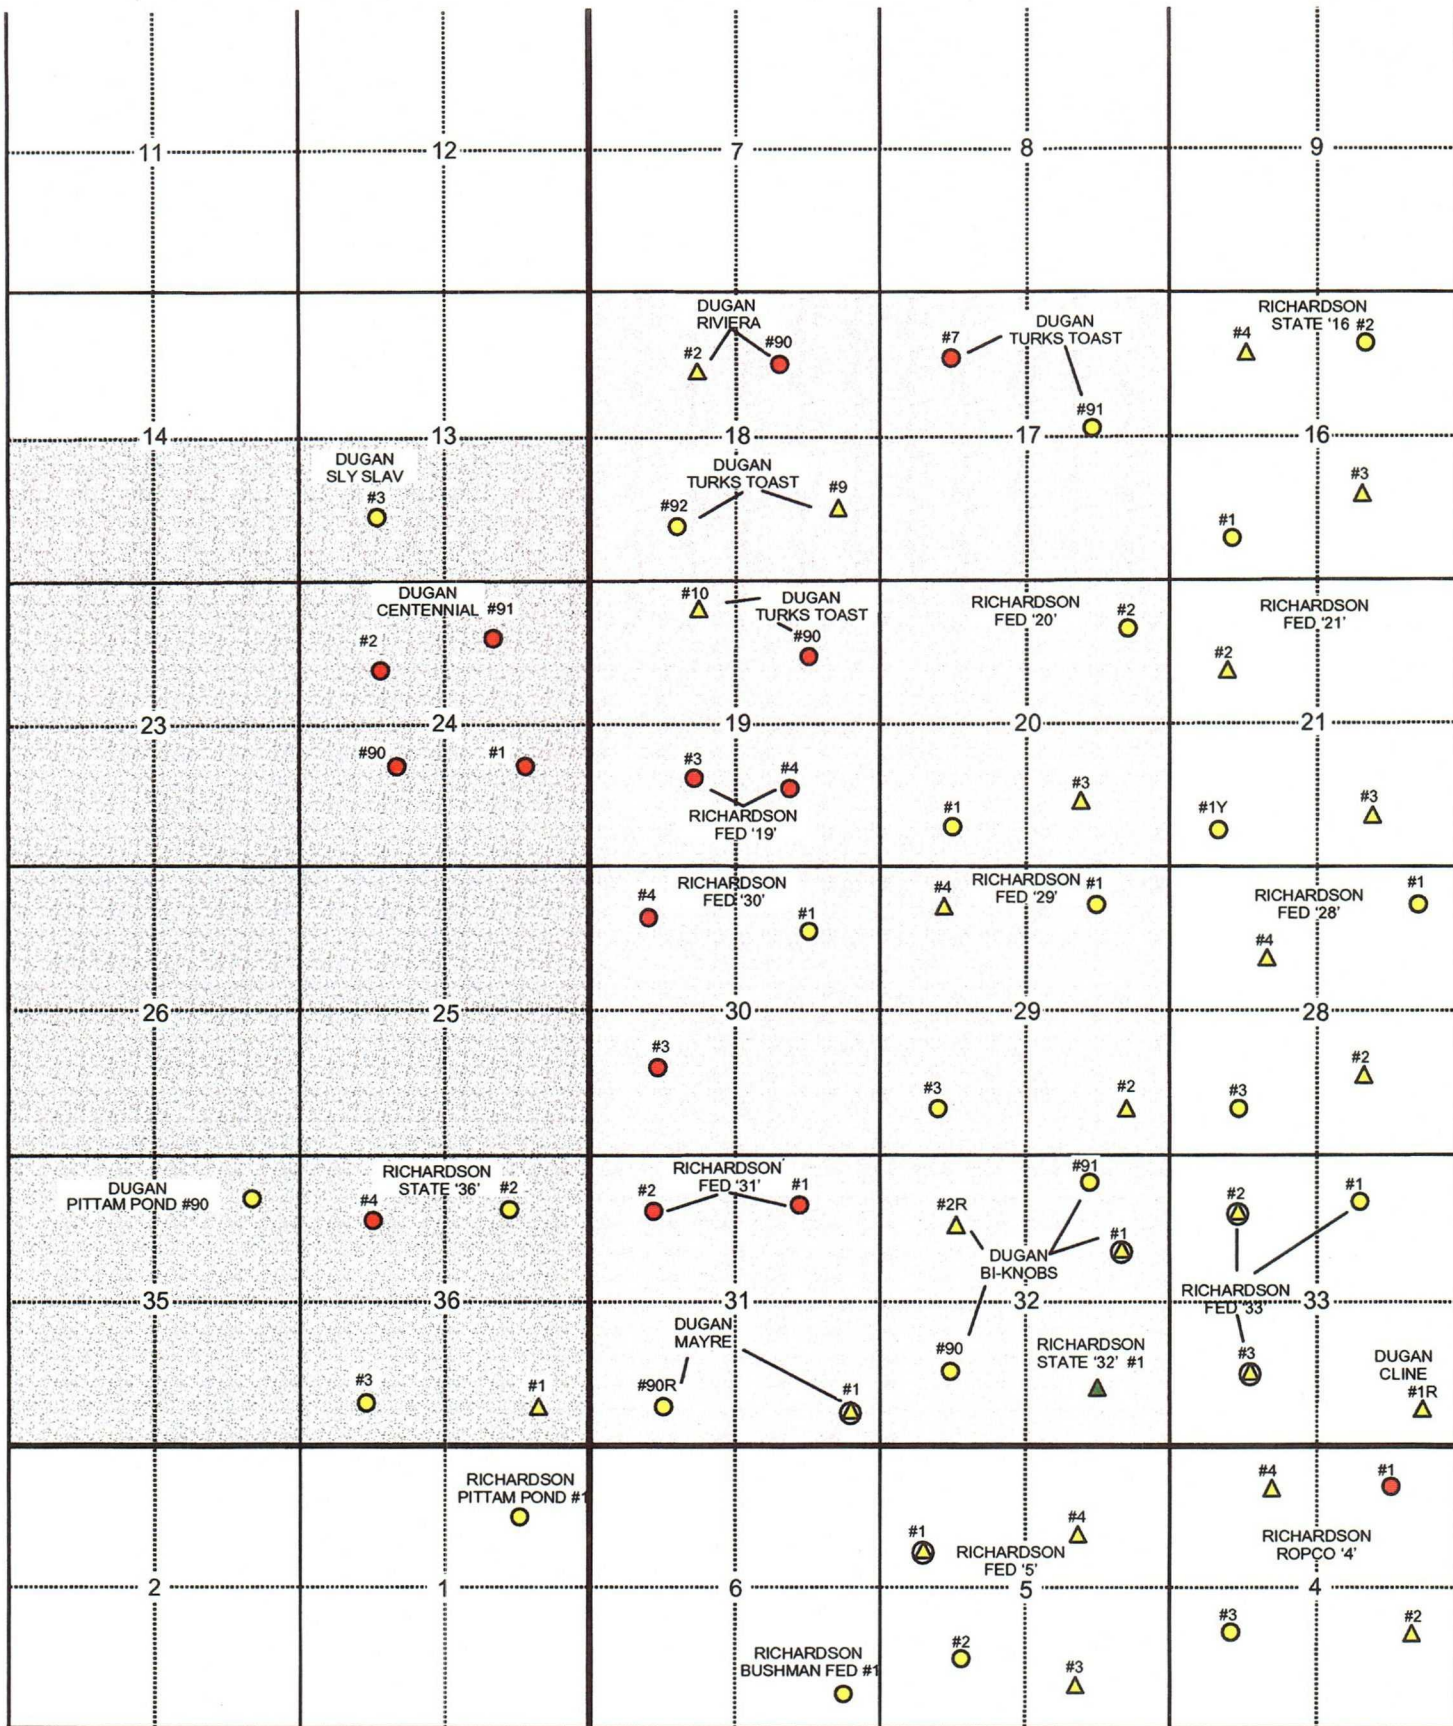 11
12
7
8
9
DUGAN
RIVIERA
#2
#90
#7
DUGAN
TURKS TOAST
#91
RICHARDSON
STATE '16
#2
#4
14
13
18
17
16
DUGAN
SLY SLAV
#3
DUGAN
TURKS TOAST
#92
#9
#3
#1
DUGAN
CENTENNIAL
#91
#2
#10
DUGAN
TURKS TOAST
#90
RICHARDSON
FED '20'
#2
RICHARDSON
FED '21'
#2
23
24
19
20
21
#90
#1
#3
#4
RICHARDSON
FED '19'
#1
#3
#1Y
#3
#4
RICHARDSON
FED '30'
#1
#4
RICHARDSON
FED '29'
#1
RICHARDSON
FED '28'
#1
#4
26
25
30
29
28
#3
#3
#2
#3
#2
DUGAN
PITTAM POND #90
RICHARDSON
STATE '36'
#4
#2
RICHARDSON
FED '31'
#2
#1
#91
#2R
#1
DUGAN
BI-KNOBS
#2
#1
RICHARDSON
FED '33'
35
36
31
32
33
#3
#1
DUGAN
MAYRE
#90R
#1
#90
RICHARDSON
STATE '32' #1
#3
DUGAN
CLINE
#1R
RICHARDSON
PITTAM POND #1
#1
#4
RICHARDSON
FED '5'
#4
#1
RICHARDSON
ROPCO '4'
2
1
6
5
4
RICHARDSON
BUSHMAN FED #1
#2
#3
#3
#2